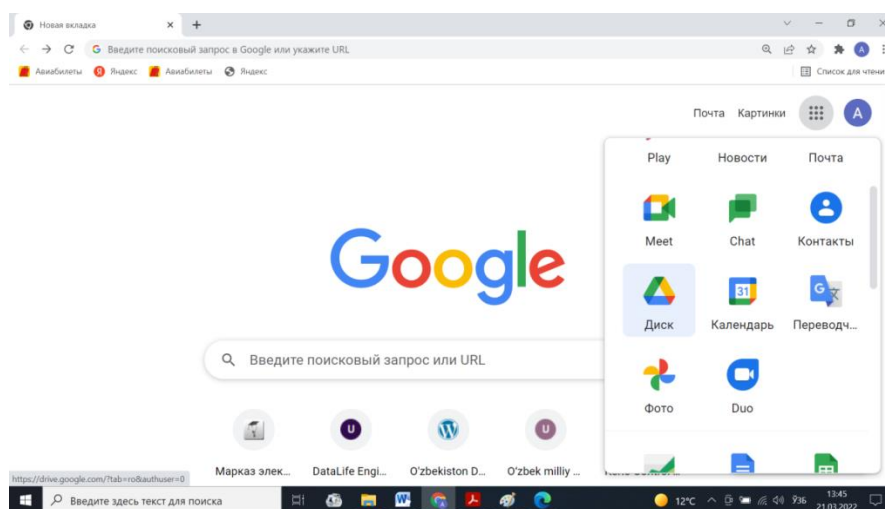 Новая вкладка
Введите поисковый запрос в Google или укажите URL
Авиабилеты Яндекс Авиабилеты Яндекс
Список для чтени
Почта Картинки A
Play Новости Почта
Meet Chat Контакты
31 G
Диск Календарь Переводч...
Фото Duo
Google
Введите поисковый запрос или URL
U U
Марказ элек... DataLife Engi... O'zbekiston D... O'zbek milliy ...
https://drive.google.com/?tab=ro&authuser=0
Введите здесь текст для поиска
12°C ЎЗБ 13:45
21.03.2022